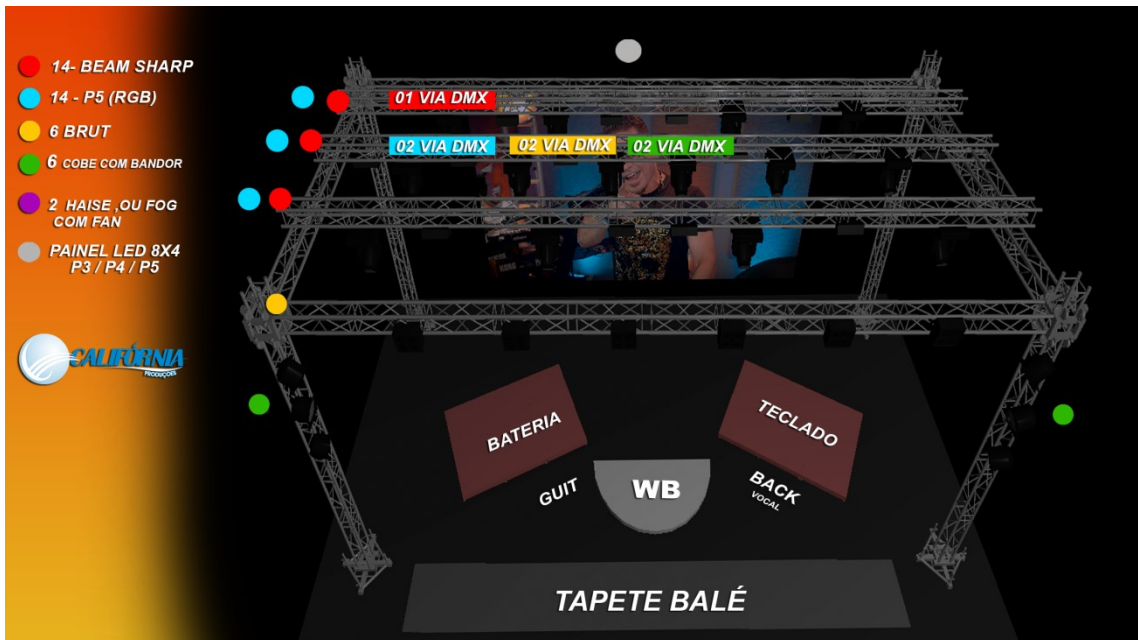 14- BEAM SHARP
14 - P5 (RGB)
6 BRUT
6 COBE COM BANDOR
2 HAISE ,OU FOG
COM FAN
PAINEL LED 8X4
P3 / P4 / P5
CALIFÓRNIA
PRODUÇÕES
01 VIA DMX
02 VIA DMX
02 VIA DMX
02 VIA DMX
KORG
BATERIA
TECLADO
GUIT
WB
BACK
VOCAL
TAPETE BALÉ